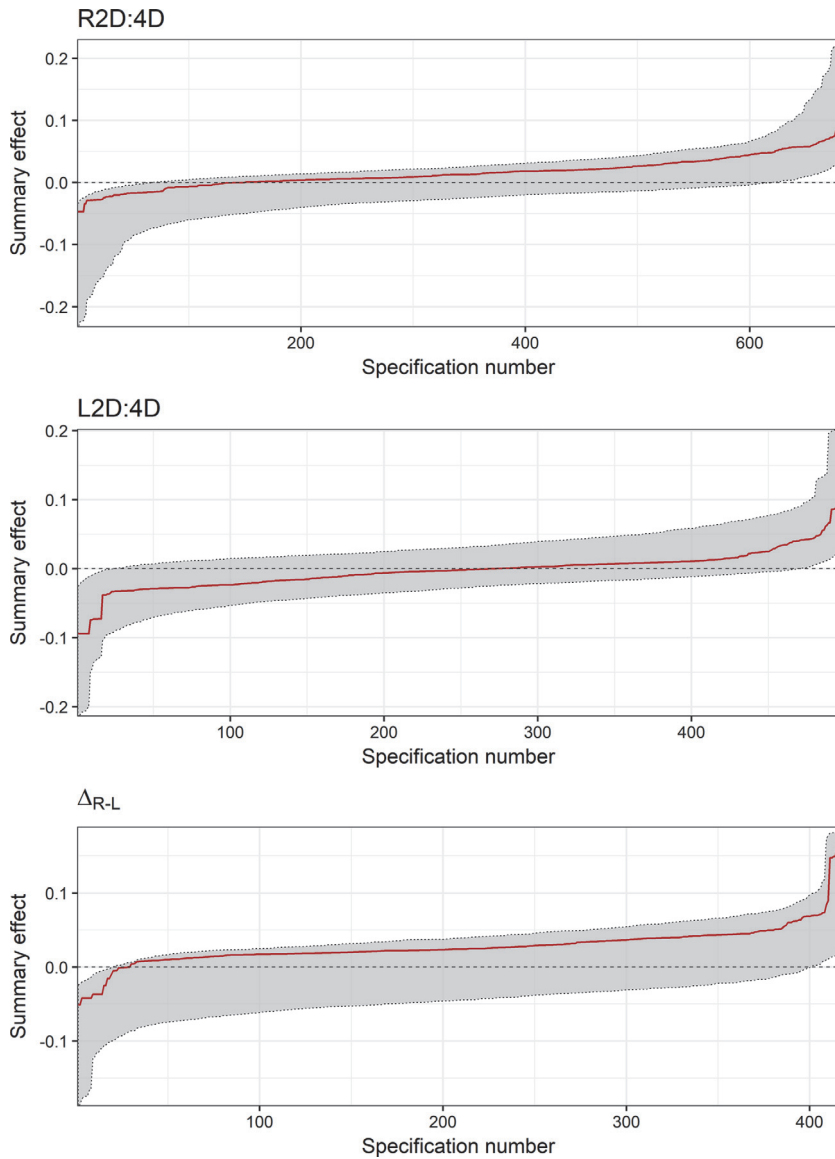 R2D:4D
0.2
0.1
0.0
-0.1
-0.2
Summary effect
200 400 600
Specification number
L2D:4D
0.2
0.1
0.0
-0.1
-0.2
Summary effect
100 200 300 400
Specification number
ΔR-L
0.1
0.0
-0.1
Summary effect
100 200 300 400
Specification number